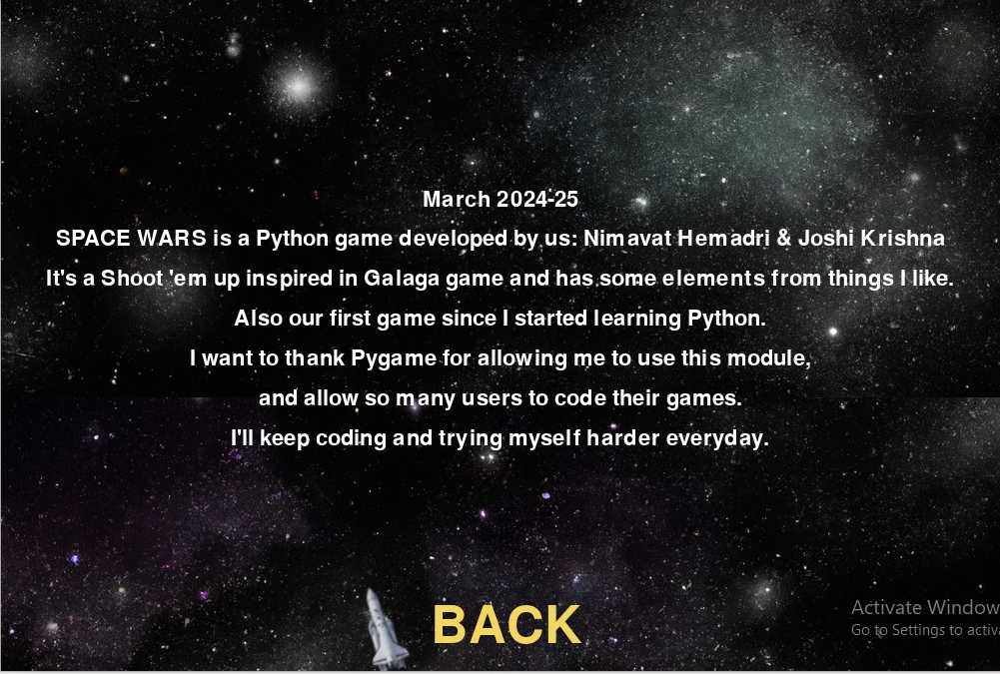 March 2024-25
SPACE WARS is a Python game developed by us: Nimavat Hemadri & Joshi Krishna
It's a Shoot 'em up inspired in Galaga game and has some elements from things I like.
Also our first game since I started learning Python.
I want to thank Pygame for allowing me to use this module,
and allow so many users to code their games.
I'll keep coding and trying myself harder everyday.
BACK
Activate Window
Go to Settings to activa